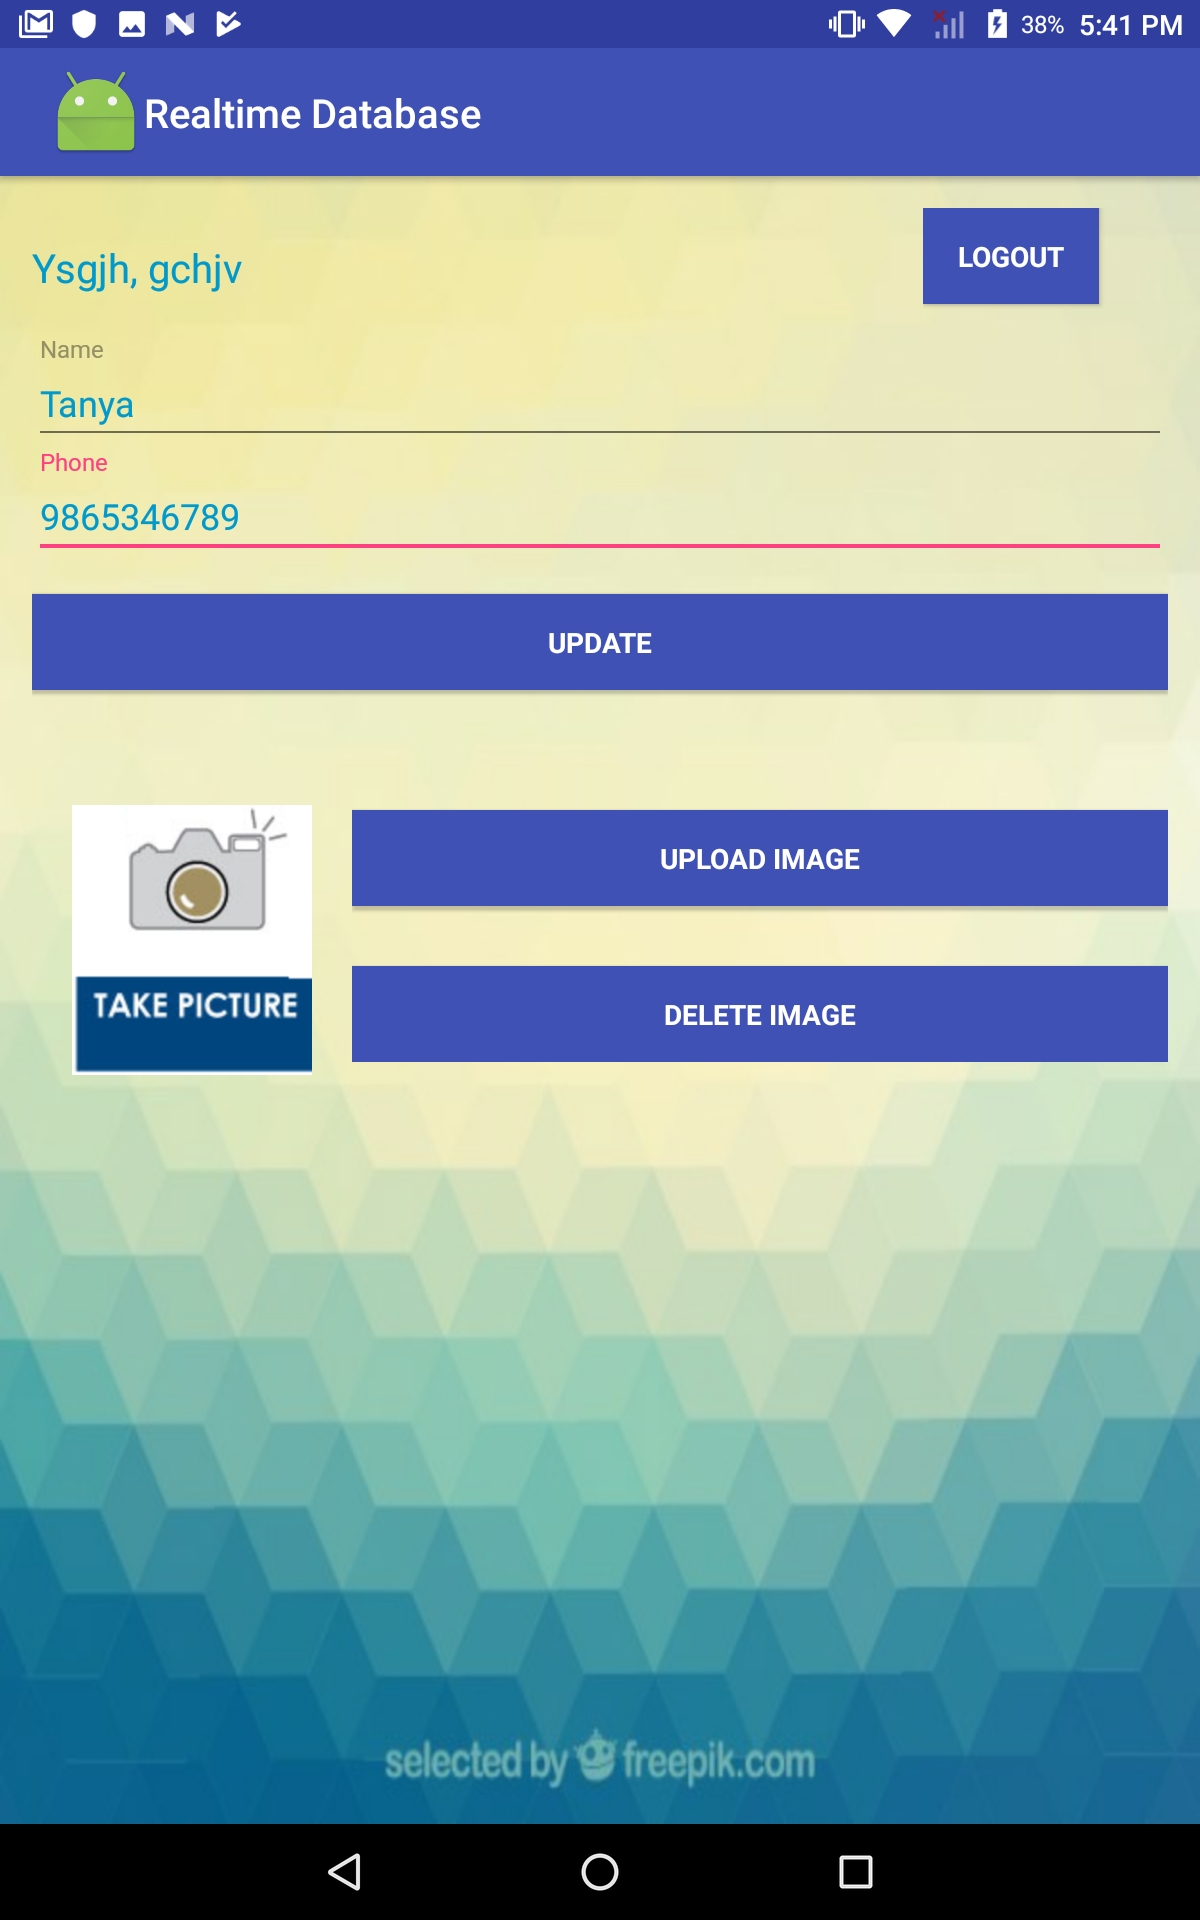 38% 5:41 PM
Realtime Database
Ysgjh, gchjv
LOGOUT
Name
Tanya
Phone
9865346789
UPDATE
UPLOAD IMAGE
TAKE PICTURE
DELETE IMAGE
selected by freepik.com